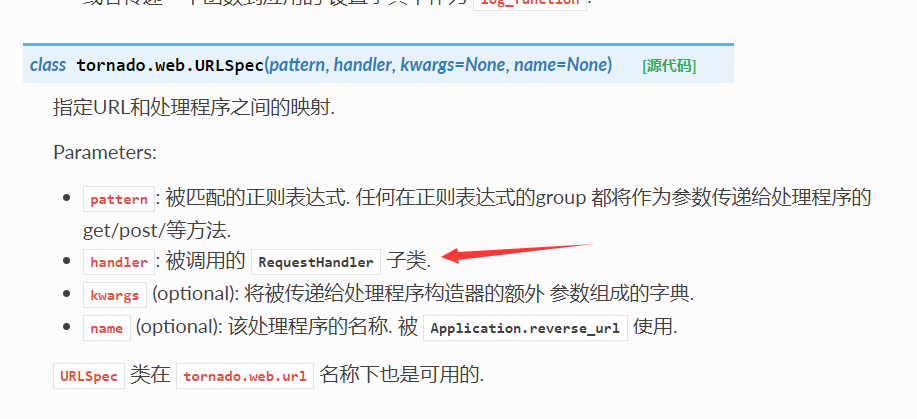 log_function .
class tornado.web.URLSpec(pattern, handler, kwargs=None, name=None) [源代码]
指定URL和处理程序之间的映射.
Parameters:
• pattern : 被匹配的正则表达式. 任何在正则表达式的group 都将作为参数传递给处理程序的
get/post/等方法.
• handler : 被调用的 RequestHandler 子类.
• kwargs (optional): 将被传递给处理程序构造器的额外 参数组成的字典.
• name (optional): 该处理程序的名称. 被 Application.reverse_url 使用.
URLSpec 类在 tornado.web.url 名称下也是可用的.